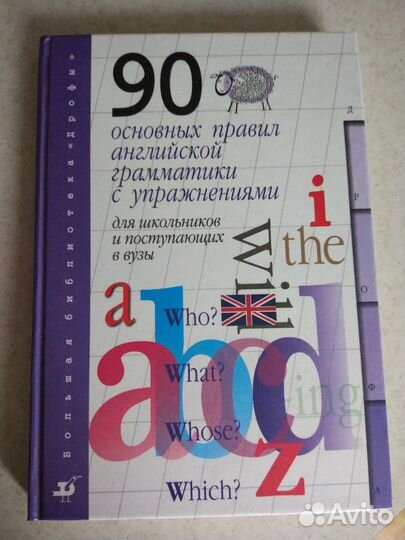 Большая библиотека «Дрофы»
90
основных правил
английской
грамматики
с упражнениями
для школьников
и поступающих
в вузы
i
will
the
a
abcd
Who?
What?
-ing
Whose?
z
Which?
Д
Р
О
Ф
А
Avito